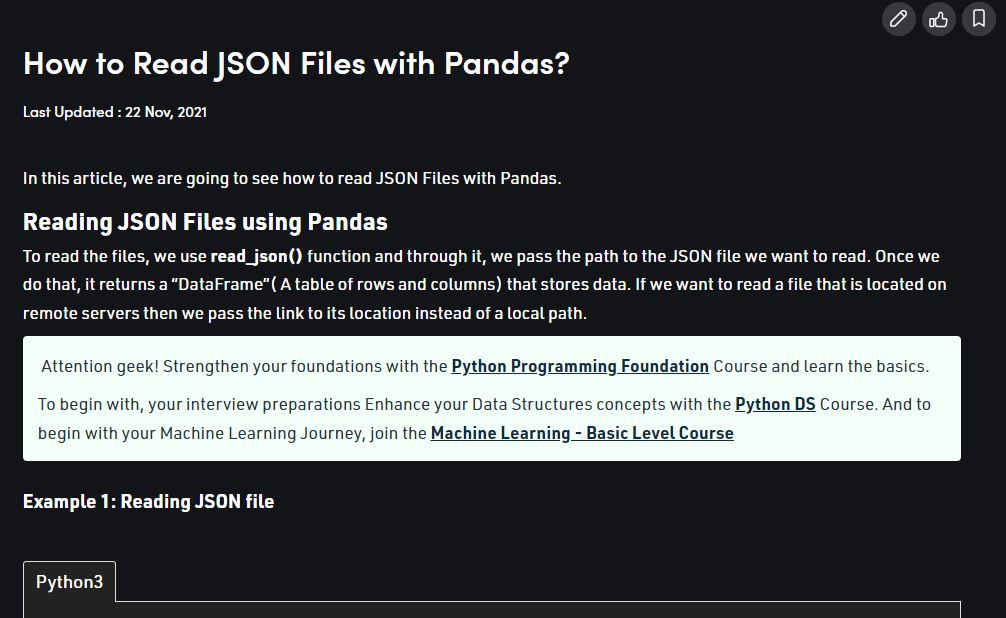 How to Read JSON Files with Pandas?
Last Updated : 22 Nov, 2021
In this article, we are going to see how to read JSON Files with Pandas.
Reading JSON Files using Pandas
To read the files, we use read_json() function and through it, we pass the path to the JSON file we want to read. Once we
do that, it returns a “DataFrame”( A table of rows and columns) that stores data. If we want to read a file that is located on
remote servers then we pass the link to its location instead of a local path.
Attention geek! Strengthen your foundations with the Python Programming Foundation Course and learn the basics.
To begin with, your interview preparations Enhance your Data Structures concepts with the Python DS Course. And to
begin with your Machine Learning Journey, join the Machine Learning - Basic Level Course
Example 1: Reading JSON file
Python3